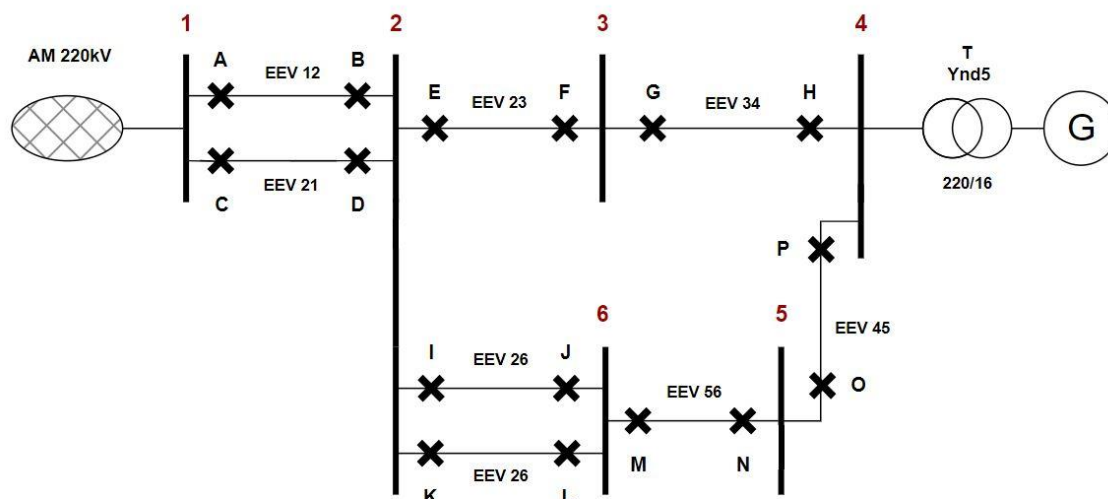 1
2
3
4
AM 220kV
A
EEV 12
B
E
EEV 23
F
G
EEV 34
H
T
Ynd5
G
220/16
C
EEV 21
D
P
6
5
EEV 45
I
EEV 26
J
EEV 56
O
M
N
K
EEV 26
L